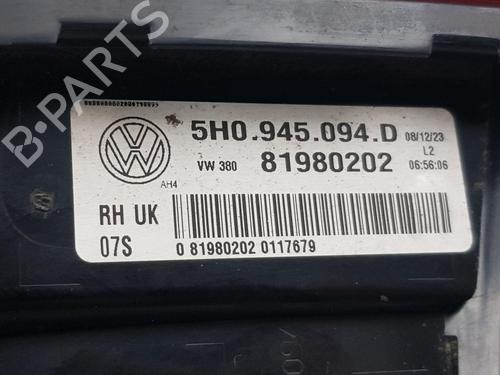 5H0.945.094.D 08/12/23
VW 380 81980202 L2
06:56:06
AH4
RH UK
07S
0 81980202 0117679
B-PARTS